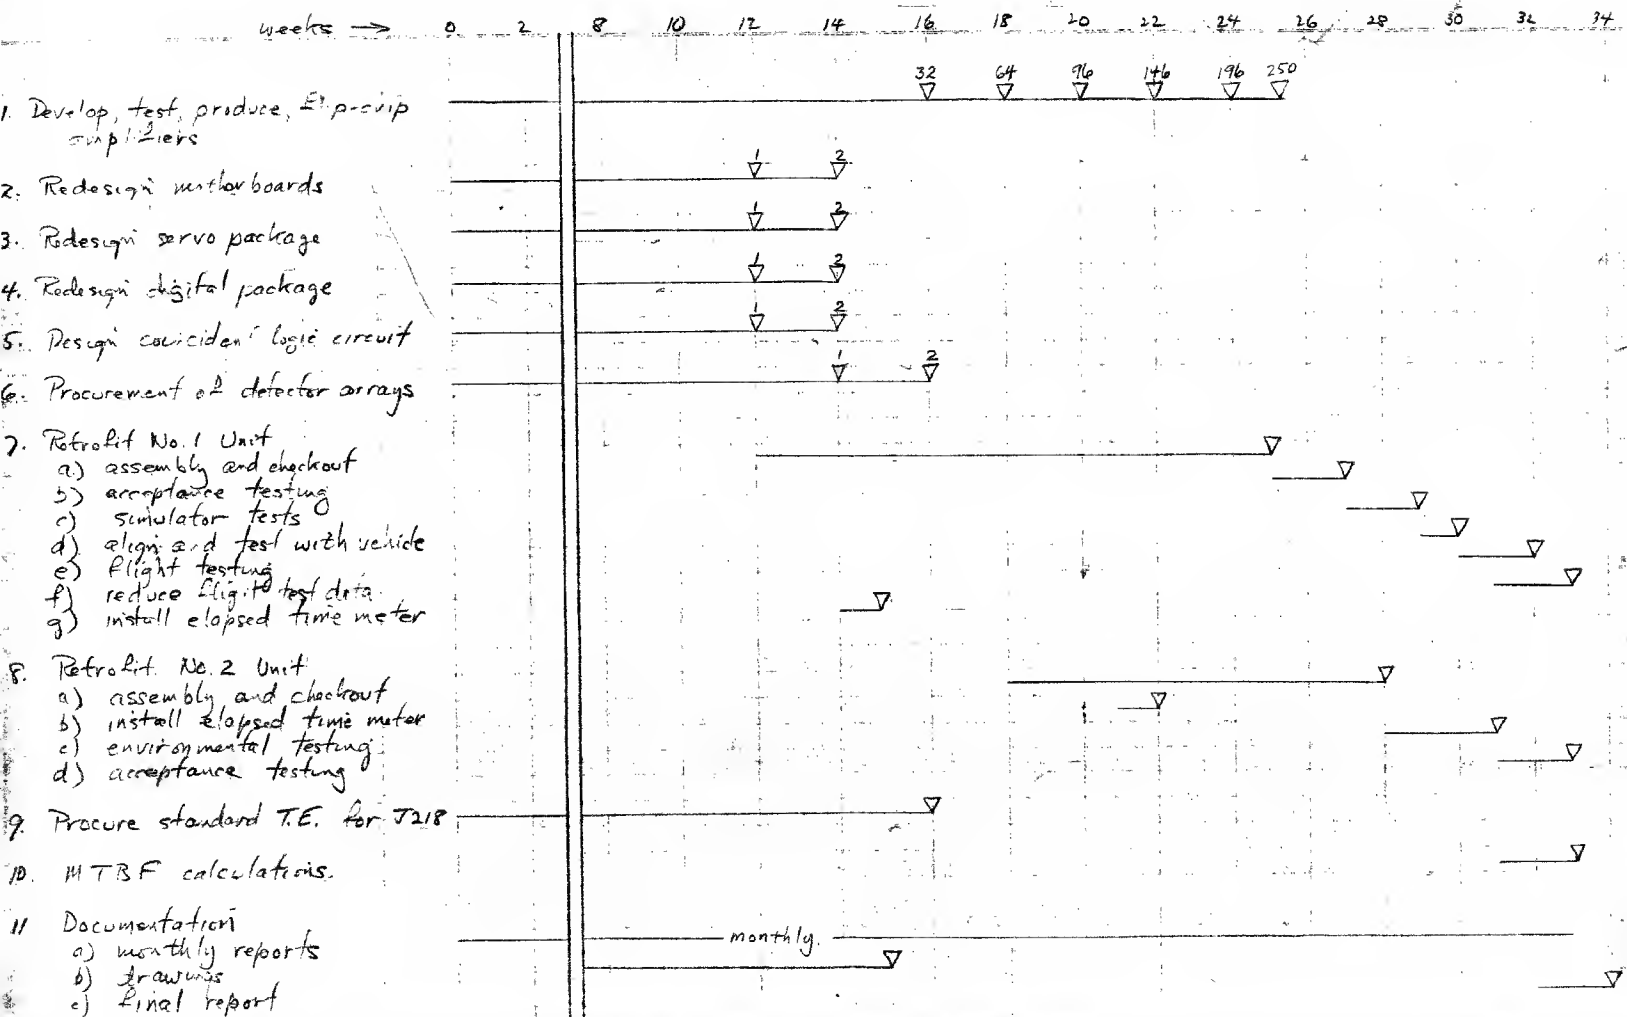 weeks → 0 2 8 10 12 14 16 18 20 22 24 26 28 30 32 34
32 64 96 146 196 250
1. Develop, test, produce,
amplifiers
1 2
2. Redesign motherboards
1 2
3. Redesign servo package
1 2
4. Redesign digital package
1 2
5. Design coincident logic circuit
1 2
6. Procurement of detector arrays
7. Retrofit No. 1 Unit
a) assembly and checkout
b) acceptance testing
c) simulator tests
d) align and test with vehicle
e) flight testing
f) reduce flight test data
g) install elapsed time meter
8. Retrofit No. 2 Unit
a) assembly and checkout
b) install elapsed time meter
c) environmental testing
d) acceptance testing
9. Procure standard T.E. for J218
10. MTBF calculations.
11 Documentation
monthly.
a) monthly reports
b) drawings
c) final report